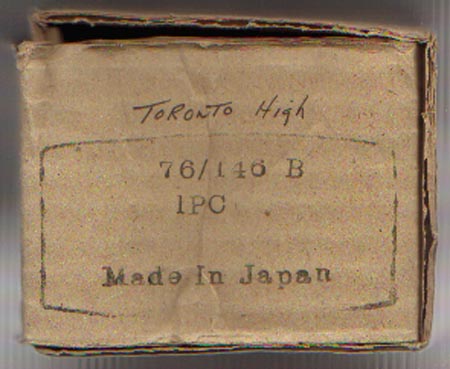 TORONTO High
76/146 B
1PC
Made In Japan